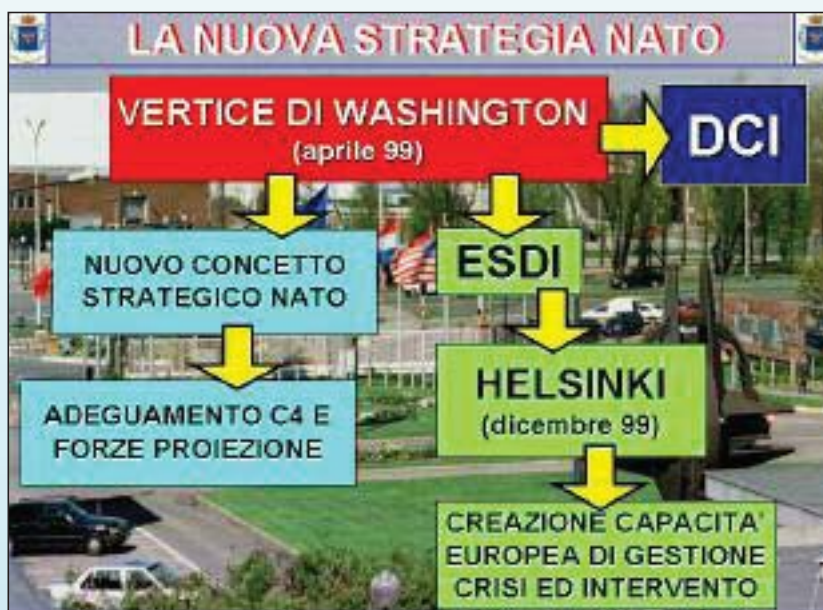 LA NUOVA STRATEGIA NATO
VERTICE DI WASHINGTON
(aprile 99)
DCI
NUOVO CONCETTO
STRATEGICO NATO
ESDI
ADEGUAMENTO C4 E
FORZE PROIEZIONE
HELSINKI
(dicembre 99)
CREAZIONE CAPACITA'
EUROPEA DI GESTIONE
CRISI ED INTERVENTO